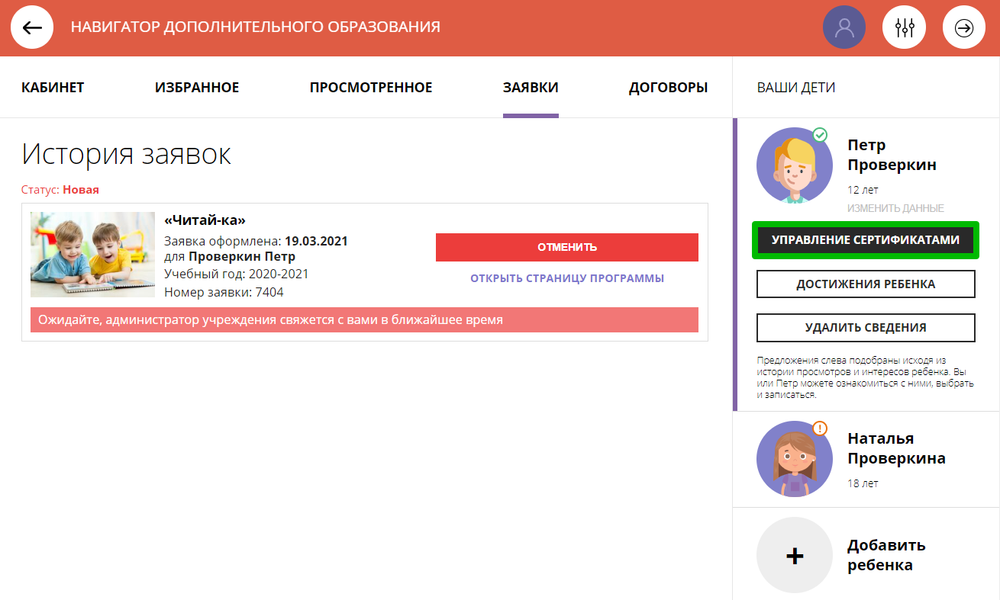 НАВИГАТОР ДОПОЛНИТЕЛЬНОГО ОБРАЗОВАНИЯ
КАБИНЕТ
ИЗБРАННОЕ
ПРОСМОТРЕННОЕ
ЗАЯВКИ
ДОГОВОРЫ
История заявок
Статус: Новая
«Читай-ка»
Заявка оформлена: 19.03.2021
для Проверкин Петр
Учебный год: 2020-2021
Номер заявки: 7404
ОТМЕНИТЬ
ОТКРЫТЬ СТРАНИЦУ ПРОГРАММЫ
Ожидайте, администратор учреждения свяжется с вами в ближайшее время
ВАШИ ДЕТИ
Петр
Проверкин
12 лет
ИЗМЕНИТЬ ДАННЫЕ
УПРАВЛЕНИЕ СЕРТИФИКАТАМИ
ДОСТИЖЕНИЯ РЕБЕНКА
УДАЛИТЬ СВЕДЕНИЯ
Предложения слева подобраны исходя из
истории просмотров и интересов ребенка. Вы
или Петр можете ознакомиться с ними, выбрать
и записаться.
Наталья
Проверкина
18 лет
Добавить
ребенка